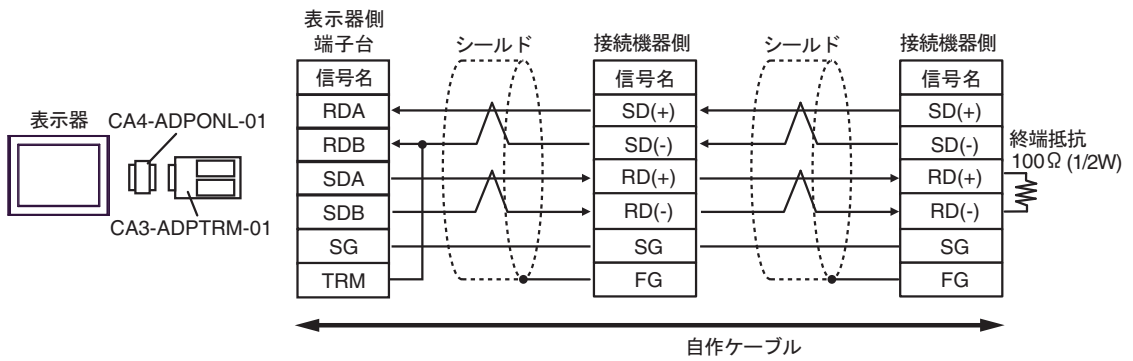 表示器側
端子台
シールド
接続機器側
シールド
接続機器側
信号名
信号名
信号名
RDA
SD(+)
SD(+)
表示器
CA4-ADPONL-01
RDB
SD(-)
SD(-)
終端抵抗
100Ω (1/2W)
SDA
RD(+)
RD(+)
CA3-ADPTRM-01
SDB
RD(-)
RD(-)
SG
SG
SG
TRM
FG
FG
自作ケーブル